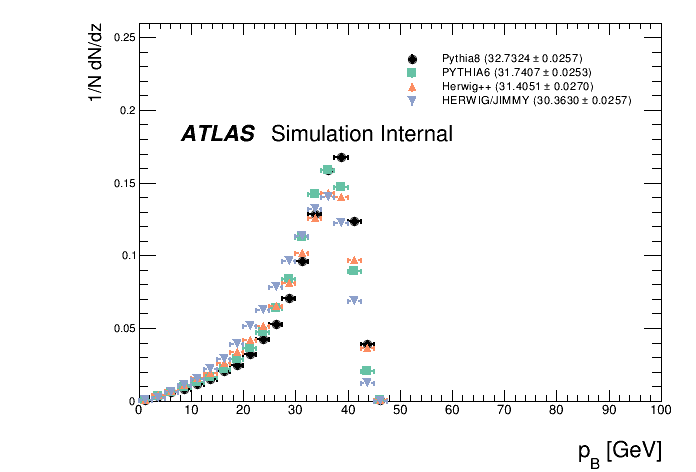 1/N dN/dz
0.25
0.2
0.15
0.1
0.05
0
Pythia8 (32.7324 ± 0.0257)
PYTHIA6 (31.7407 ± 0.0253)
Herwig++ (31.4051 ± 0.0270)
HERWIG/JIMMY (30.3630 ± 0.0257)
ATLAS Simulation Internal
0 10 20 30 40 50 60 70 80 90 100
p_B [GeV]